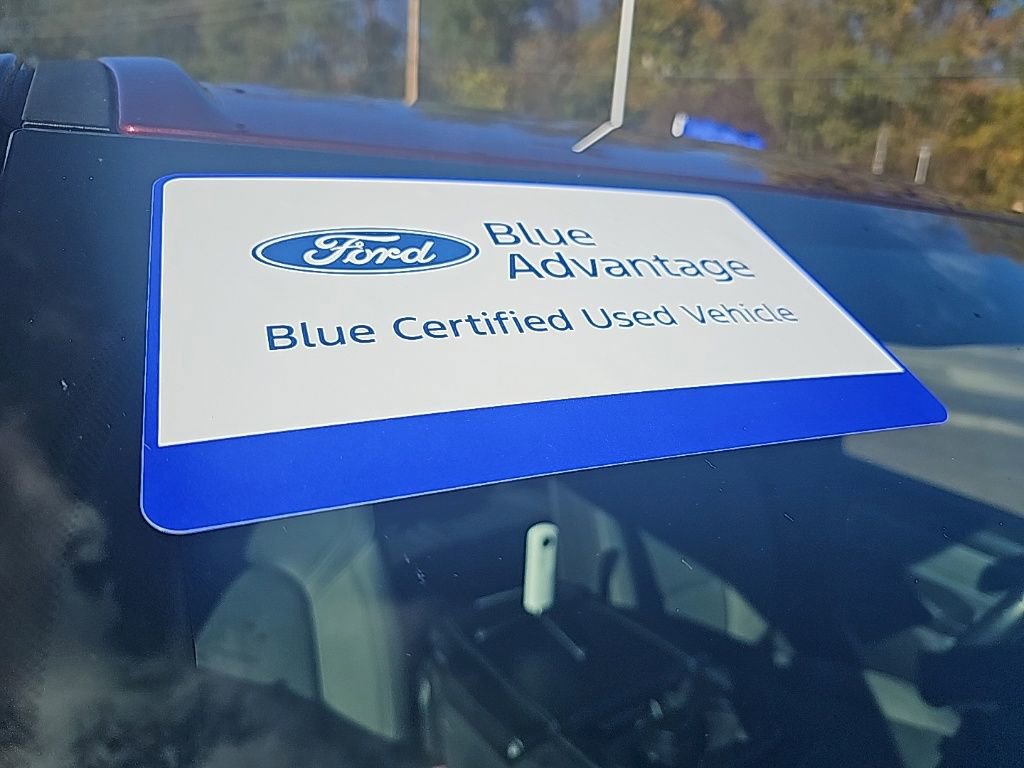 Ford
Blue
Advantage
Blue Certified Used Vehicle